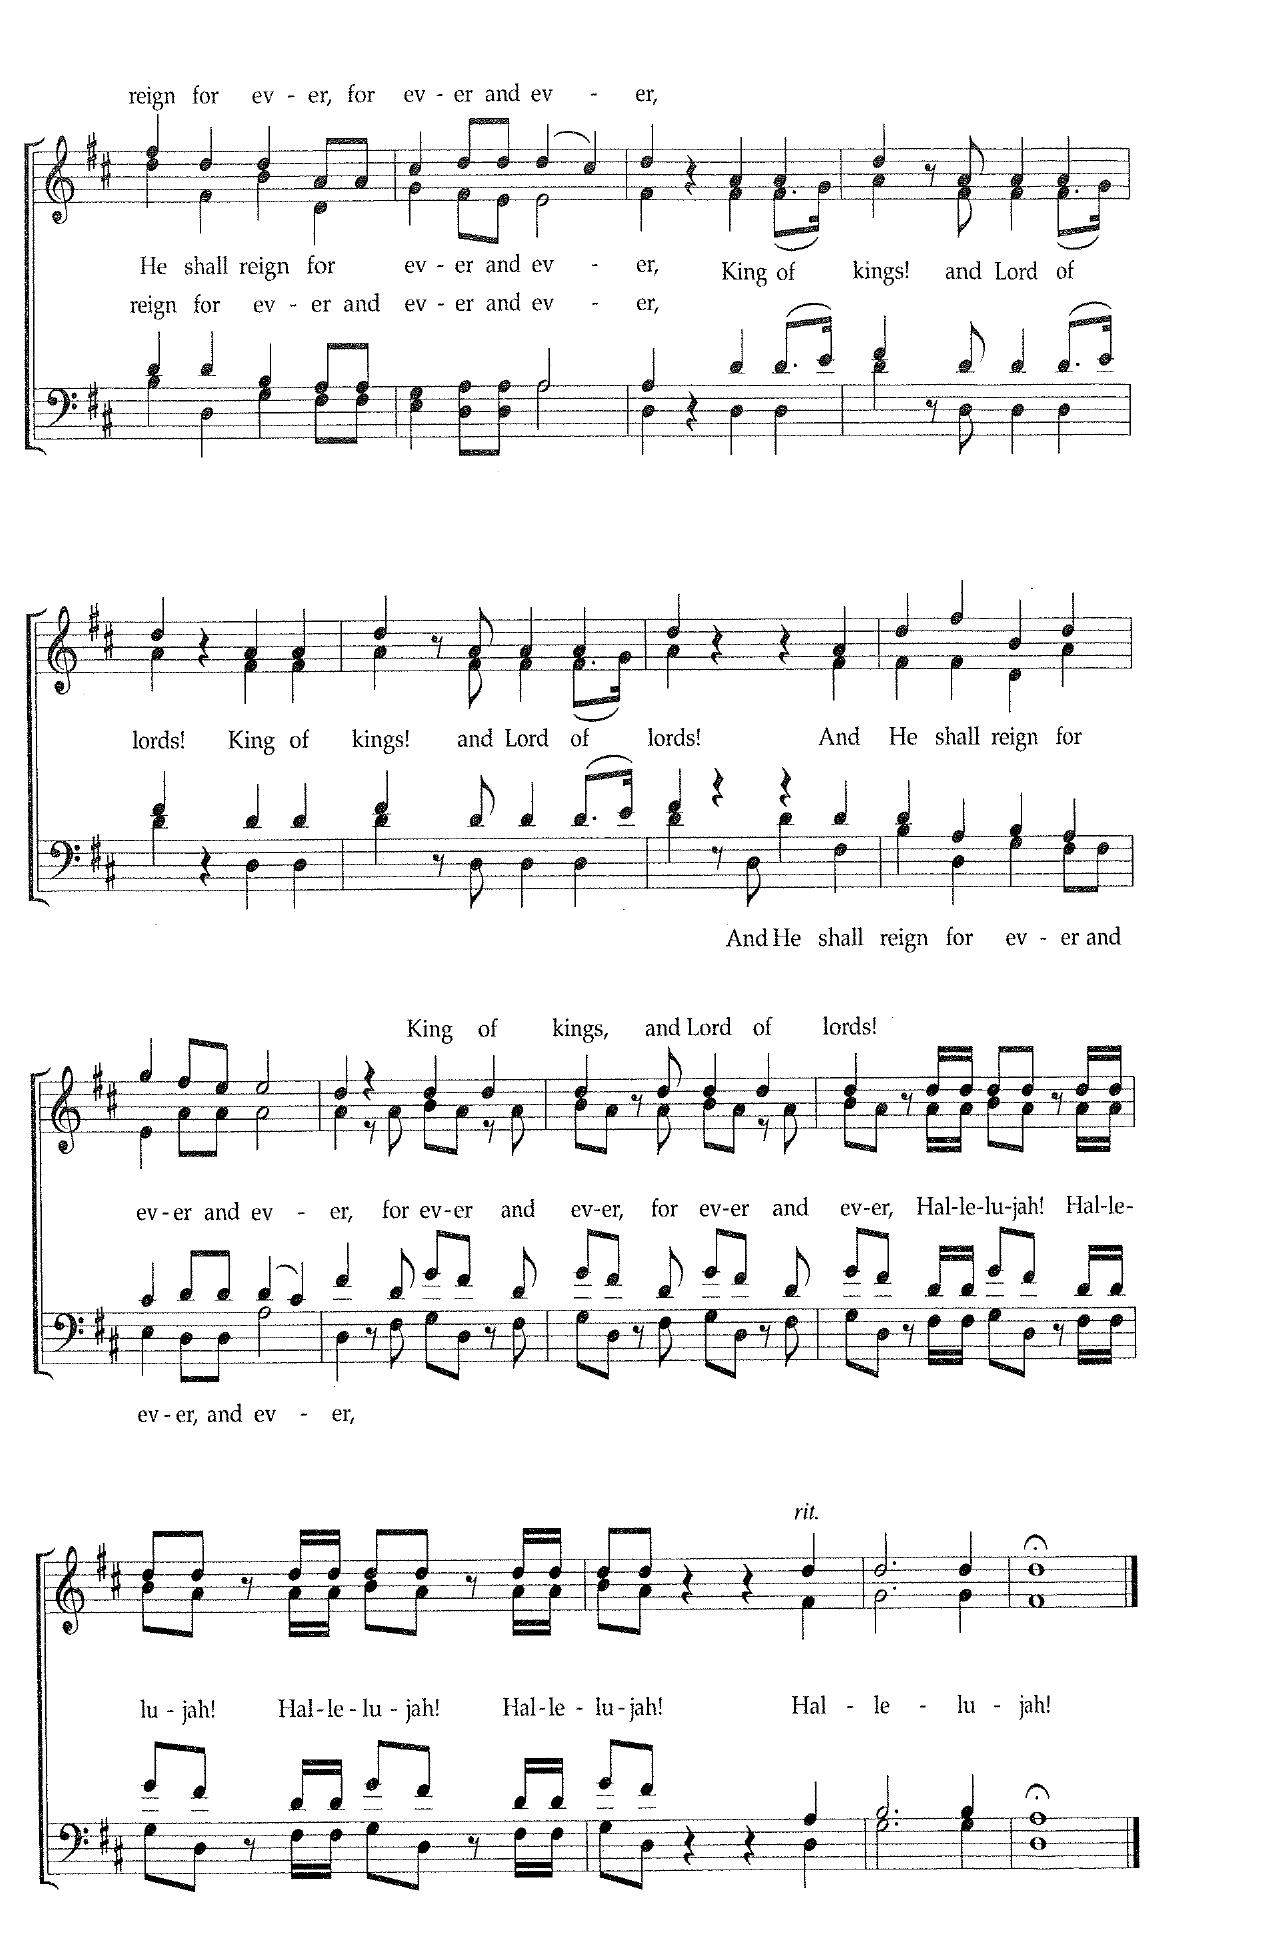 reign for ev - er, for ev - er and ev - er,
He shall reign for ev - er and ev - er, King of kings! and Lord of
reign for ev - er and ev - er and ev - er,
lords! King of kings! and Lord of lords! And He shall reign for
And He shall reign for ev - er and
King of kings, and Lord of lords!
ev - er and ev - er, for ev-er and ev-er, for ev-er and ev-er, Hal-le-lu-jah! Hal-le-
ev - er, and ev - er,
rit.
lu - jah! Hal-le - lu - jah! Hal-le - lu-jah! Hal - le - lu - jah!